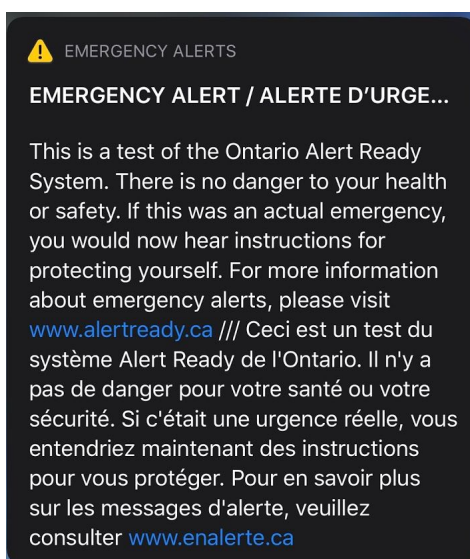 EMERGENCY ALERTS
EMERGENCY ALERT / ALERTE D’URGE...
This is a test of the Ontario Alert Ready
System. There is no danger to your health
or safety. If this was an actual emergency,
you would now hear instructions for
protecting yourself. For more information
about emergency alerts, please visit
www.alertready.ca /// Ceci est un test du
système Alert Ready de l'Ontario. Il n'y a
pas de danger pour votre santé ou votre
sécurité. Si c'était une urgence réelle, vous
entendriez maintenant des instructions
pour vous protéger. Pour en savoir plus
sur les messages d'alerte, veuillez
consulter www.enalerte.ca